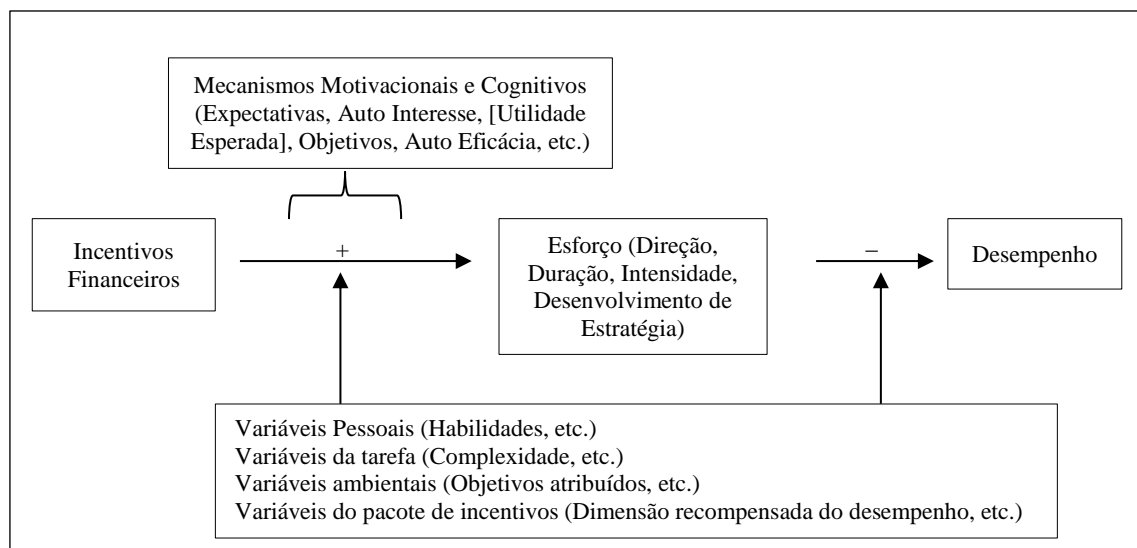 Mecanismos Motivacionais e Cognitivos
(Expectativas, Auto Interesse, [Utilidade
Esperada], Objetivos, Auto Eficácia, etc.)
Incentivos
Financeiros
+
Esforço (Direção,
Duração, Intensidade,
Desenvolvimento de
Estratégia)
–
Desempenho
Variáveis Pessoais (Habilidades, etc.)
Variáveis da tarefa (Complexidade, etc.)
Variáveis ambientais (Objetivos atribuídos, etc.)
Variáveis do pacote de incentivos (Dimensão recompensada do desempenho, etc.)